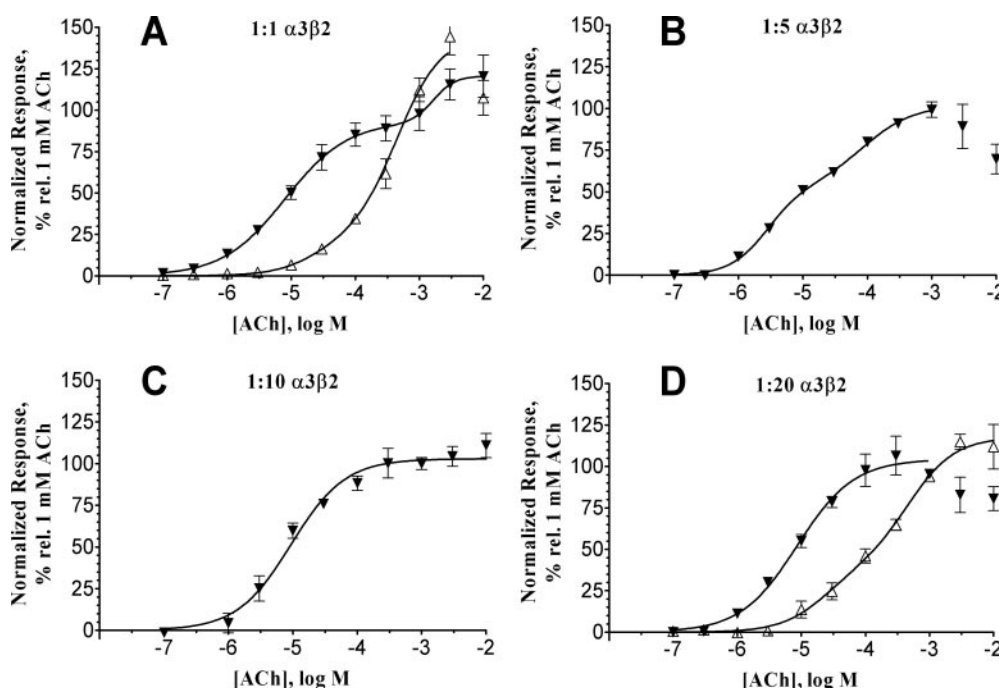 A
1:1 α3β2
Normalized Response,
% rel. 1 mM ACh
150
125
100
75
50
25
0
-7 -6 -5 -4 -3 -2
[ACh], log M
B
1:5 α3β2
Normalized Response,
% rel. 1 mM ACh
150
125
100
75
50
25
0
-7 -6 -5 -4 -3 -2
[ACh], log M
C
1:10 α3β2
Normalized Response,
% rel. 1 mM ACh
150
125
100
75
50
25
0
-7 -6 -5 -4 -3 -2
[ACh], log M
D
1:20 α3β2
Normalized Response,
% rel. 1 mM ACh
150
125
100
75
50
25
0
-7 -6 -5 -4 -3 -2
[ACh], log M